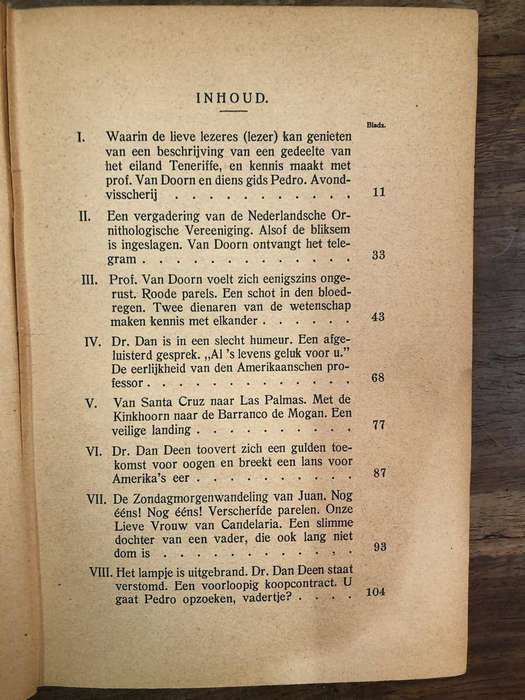 INHOUD.
Bladz.
I. Waarin de lieve lezeres (lezer) kan genieten
van een beschrijving van een gedeelte van
het eiland Teneriffe, en kennis maakt met
prof. Van Doorn en diens gids Pedro. Avond-
visscherij . . . . . . . . . . . 11
II. Een vergadering van de Nederlandsche Or-
nithologische Vereeniging. Alsof de bliksem
is ingeslagen. Van Doorn ontvangt het tele-
gram . . . . . . . . . . . . . 33
III. Prof. Van Doorn voelt zich eenigszins onge-
rust. Roode parels. Een schot in den bloed-
regen. Twee dienaren van de wetenschap
maken kennis met elkander . . . . . . 43
IV. Dr. Dan is in een slecht humeur. Een afge-
luisterd gesprek. „Al 's levens geluk voor u."
De eerlijkheid van den Amerikaanschen pro-
fessor . . . . . . . . . . . . . 68
V. Van Santa Cruz naar Las Palmas. Met de
Kinkhoorn naar de Barranco de Mogan. Een
veilige landing . . . . . . . . . . 77
VI. Dr. Dan Deen toovert zich een gulden toe-
komst voor oogen en breekt een lans voor
Amerika's eer . . . . . . . . . . 87
VII. De Zondagmorgenwandeling van Juan. Nog
ééns! Nog ééns! Verscherfde parelen. Onze
Lieve Vrouw van Candelaria. Een slimme
dochter van een vader, die ook lang niet
dom is . . . . . . . . . . . . 93
VIII. Het lampje is uitgebrand. Dr. Dan Deen staat
verstomd. Een voorloopig koopcontract. U
gaat Pedro opzoeken, vadertje? . . . . 104